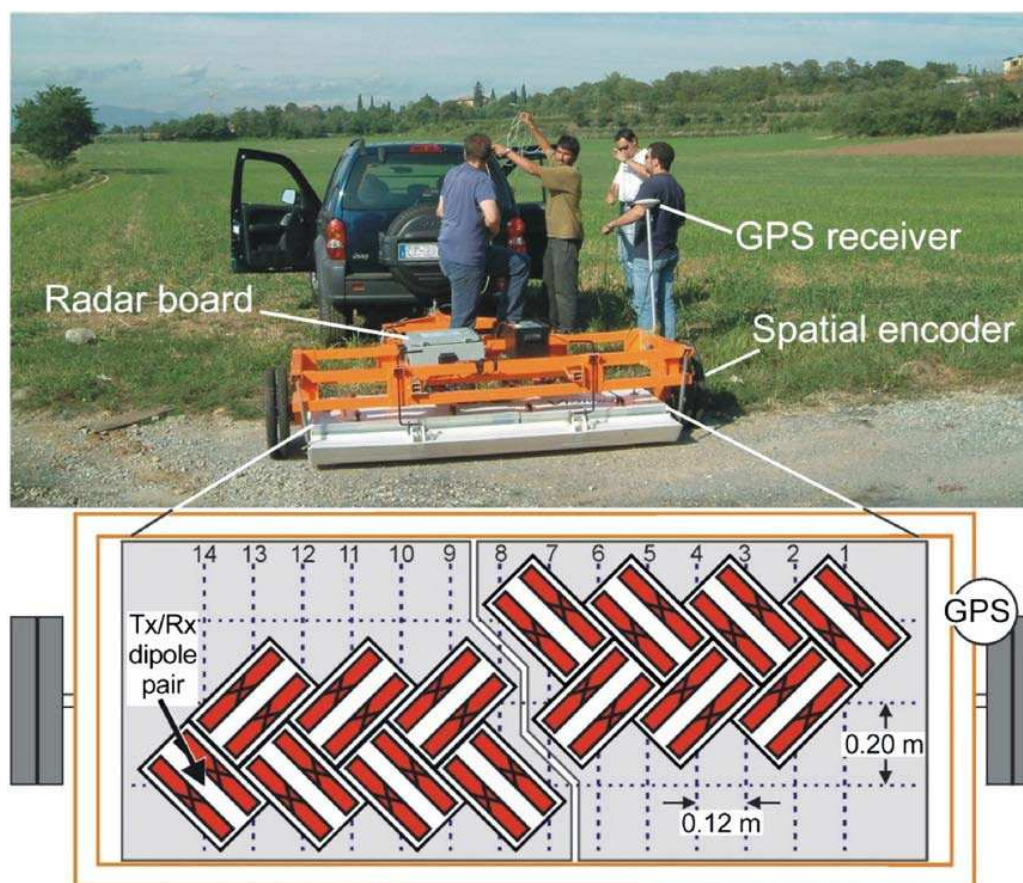 GPS receiver
Radar board
Spatial encoder
14 13 12 11 10 9 8 7 6 5 4 3 2 1
Tx/Rx
dipole
pair
GPS
0.20 m
0.12 m